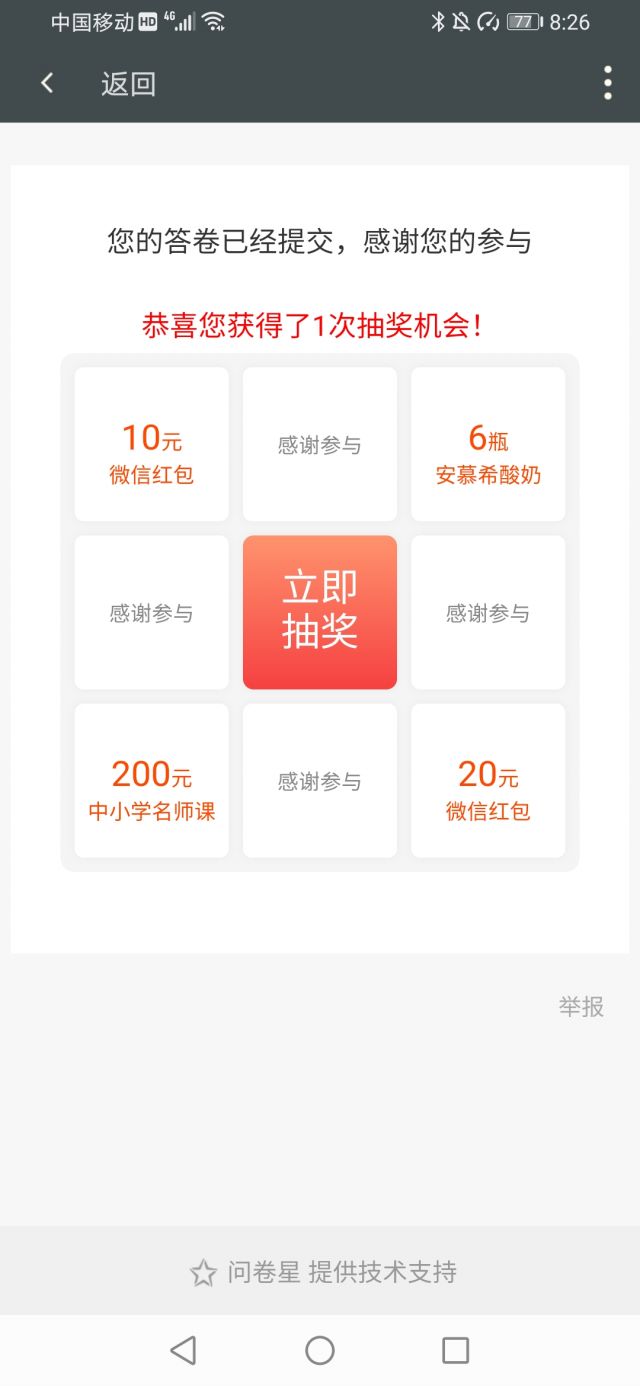 中国移动 HD 4G 77 8:26
返回
您的答卷已经提交，感谢您的参与
恭喜您获得了1次抽奖机会！
10元
微信红包
感谢参与
6瓶
安慕希酸奶
感谢参与
立即
抽奖
感谢参与
200元
中小学名师课
感谢参与
20元
微信红包
举报
问卷星 提供技术支持